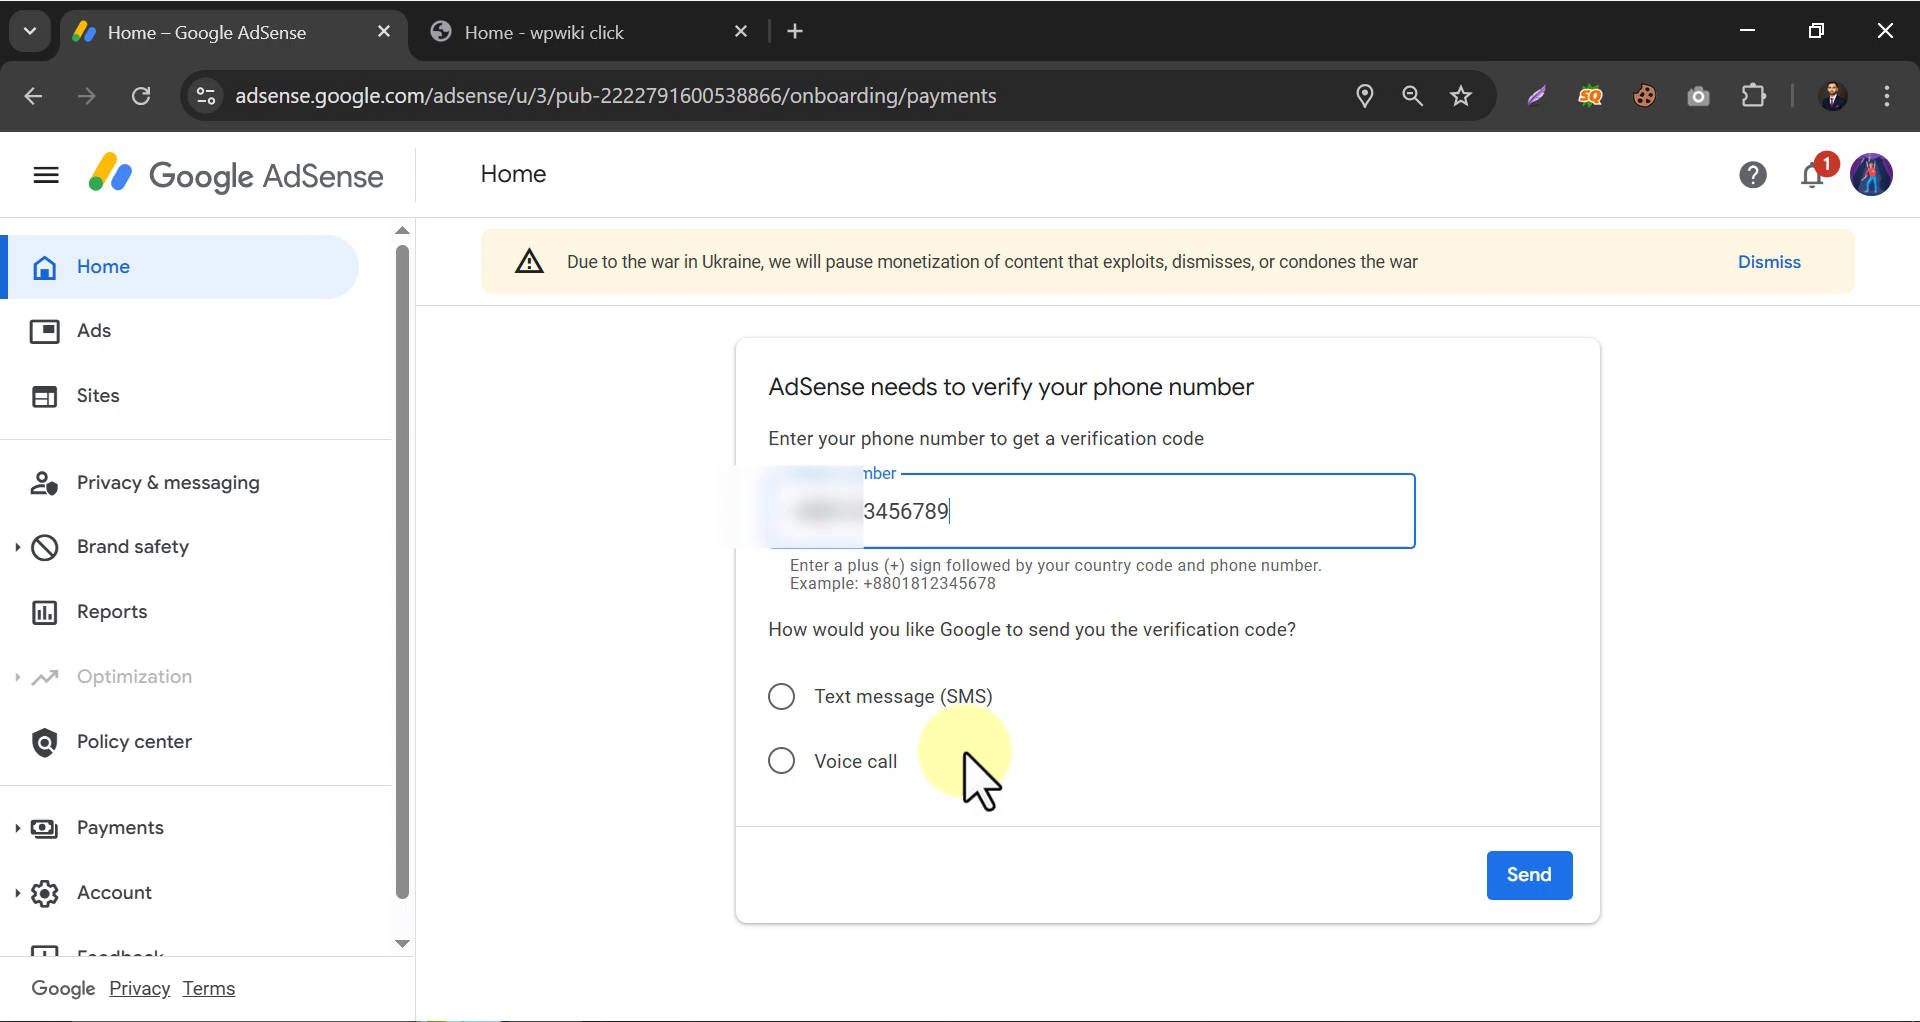 Home – Google AdSense
Home - wpwiki click
adsense.google.com/adsense/u/3/pub-2222791600538866/onboarding/payments
Google AdSense
Home
1
Home
Ads
Sites
Privacy & messaging
Brand safety
Reports
Optimization
Policy center
Payments
Account
Feedback
Google Privacy Terms
Due to the war in Ukraine, we will pause monetization of content that exploits, dismisses, or condones the war
Dismiss
AdSense needs to verify your phone number
Enter your phone number to get a verification code
mber
3456789
Enter a plus (+) sign followed by your country code and phone number.
Example: +8801812345678
How would you like Google to send you the verification code?
Text message (SMS)
Voice call
Send